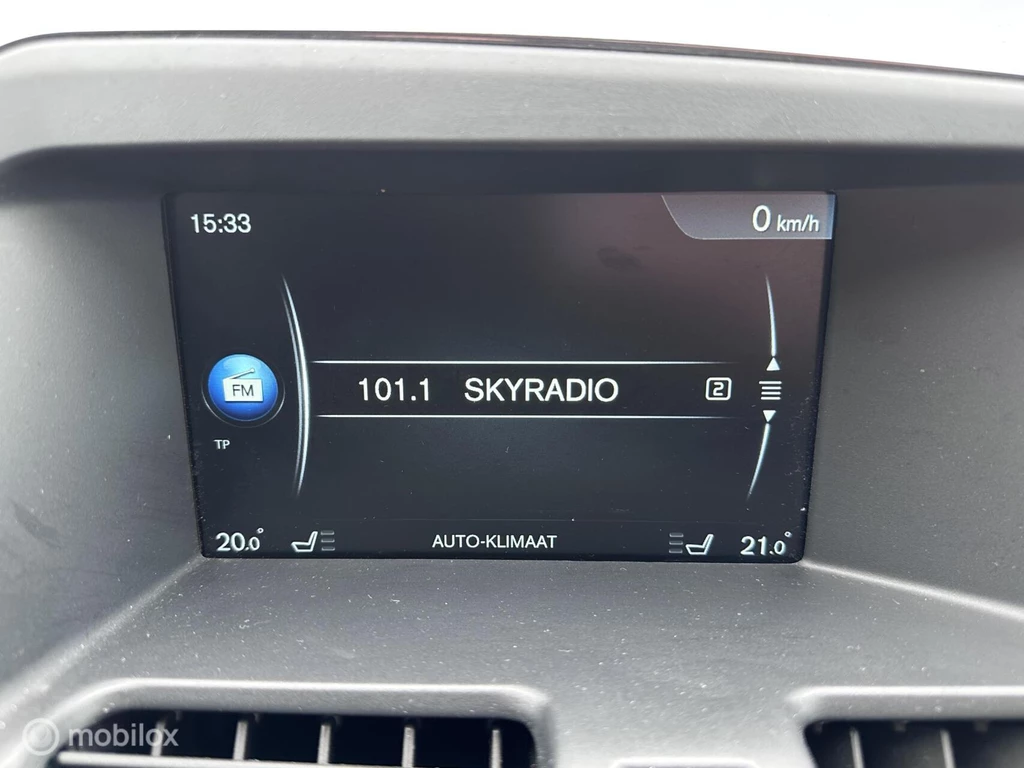 15:33
0 km/h
FM
101.1 SKYRADIO 2
TP
20.0° AUTO-KLIMAAT 21.0°
mobilox